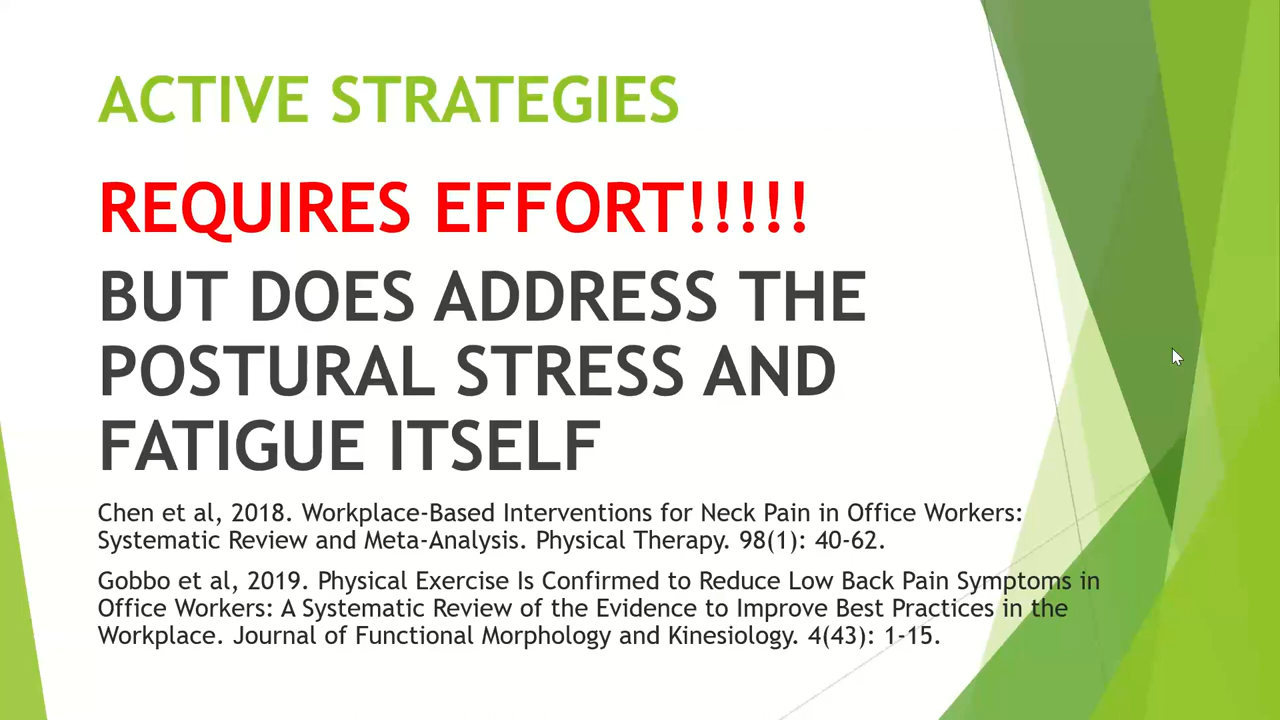 ACTIVE STRATEGIES
REQUIRES EFFORT!!!!!
BUT DOES ADDRESS THE
POSTURAL STRESS AND
FATIGUE ITSELF
Chen et al, 2018. Workplace-Based Interventions for Neck Pain in Office Workers:
Systematic Review and Meta-Analysis. Physical Therapy. 98(1): 40-62.
Gobbo et al, 2019. Physical Exercise Is Confirmed to Reduce Low Back Pain Symptoms in
Office Workers: A Systematic Review of the Evidence to Improve Best Practices in the
Workplace. Journal of Functional Morphology and Kinesiology. 4(43): 1-15.